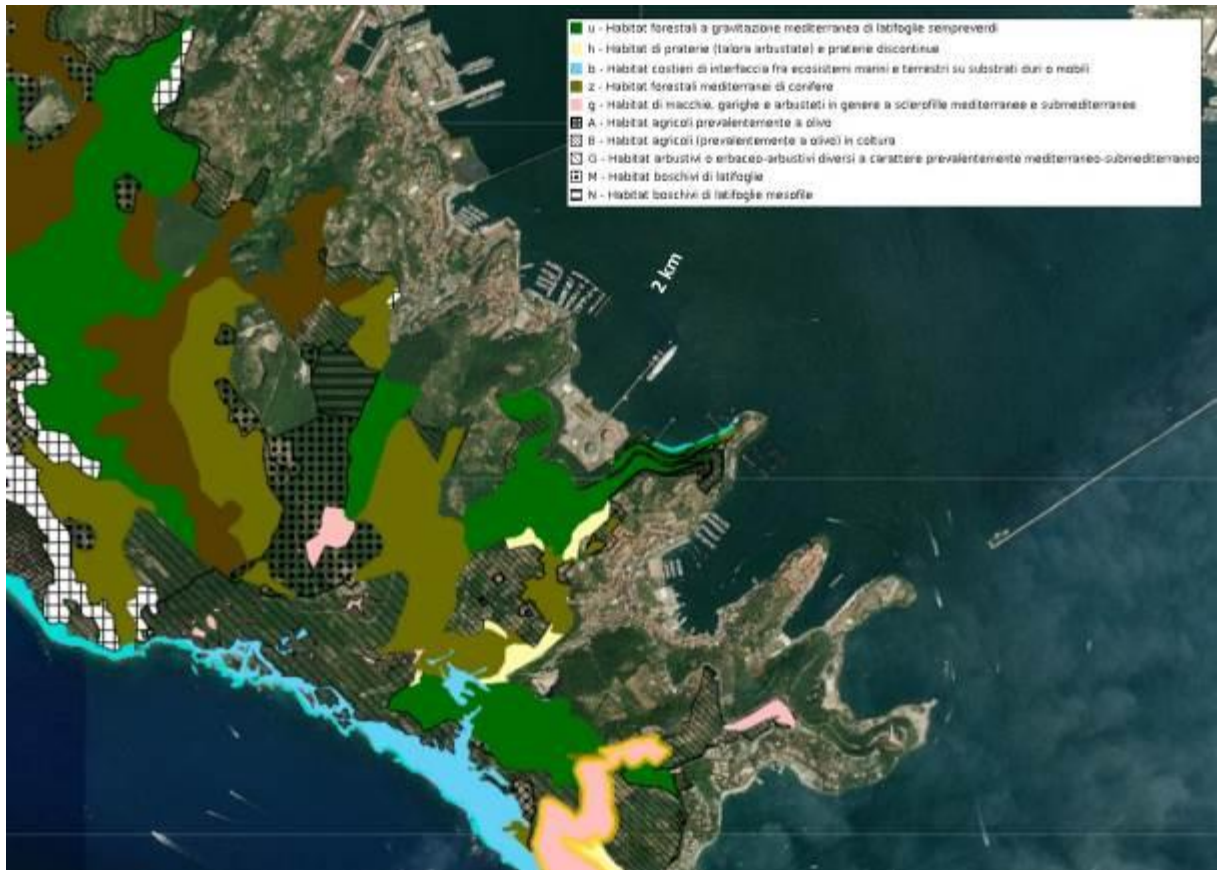 u - Habitat forestali a gravitazione mediterranea di latifoglie sempreverdi
h - Habitat di praterie (talora arbustate) e praterie discontinue
b - Habitat costieri di interfaccia fra ecosistemi marini e terrestri su substrati duri o mobili
z - Habitat forestali mediterranei di conifere
g - Habitat di macchie, garighe e arbusteti in genere a sclerofille mediterranee e submediterranee
A - Habitat agricoli prevalentemente a olivo
B - Habitat agricoli (prevalentemente a olivo) in coltura
G - Habitat arbustivi o erbaceo-arbustivi diversi a carattere prevalentemente mediterraneo-submediterraneo
M - Habitat boschivi di latifoglie
N - Habitat boschivi di latifoglie mesofile
2 km